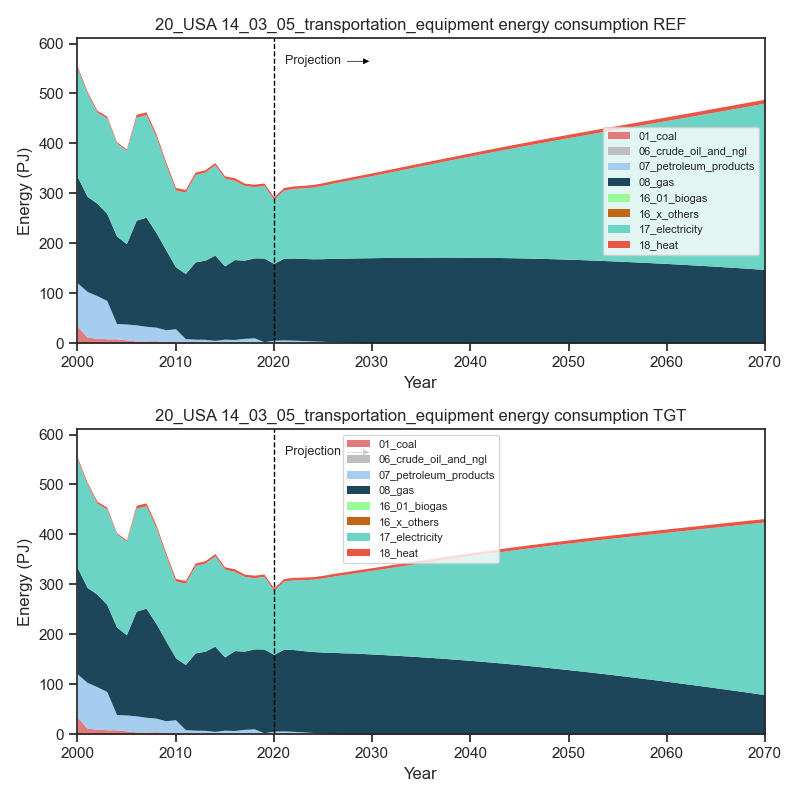 20_USA 14_03_05_transportation_equipment energy consumption REF
600
500
400
300
200
100
0
Energy (PJ)
Projection
01_coal
06_crude_oil_and_ngl
07_petroleum_products
08_gas
16_01_biogas
16_x_others
17_electricity
18_heat
2000 2010 2020 2030 2040 2050 2060 2070
Year
20_USA 14_03_05_transportation_equipment energy consumption TGT
600
500
400
300
200
100
0
Energy (PJ)
Projection
01_coal
06_crude_oil_and_ngl
07_petroleum_products
08_gas
16_01_biogas
16_x_others
17_electricity
18_heat
2000 2010 2020 2030 2040 2050 2060 2070
Year